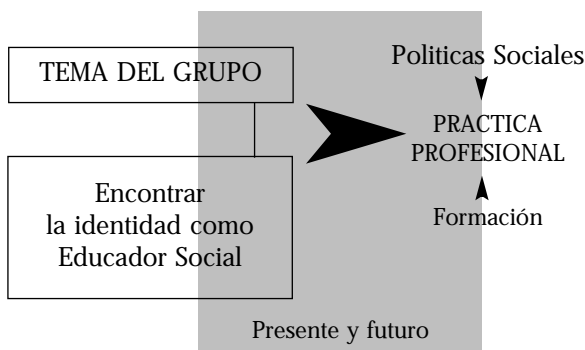 TEMA DEL GRUPO
Encontrar
la identidad como
Educador Social
Politicas Sociales
PRACTICA
PROFESIONAL
Formación
Presente y futuro